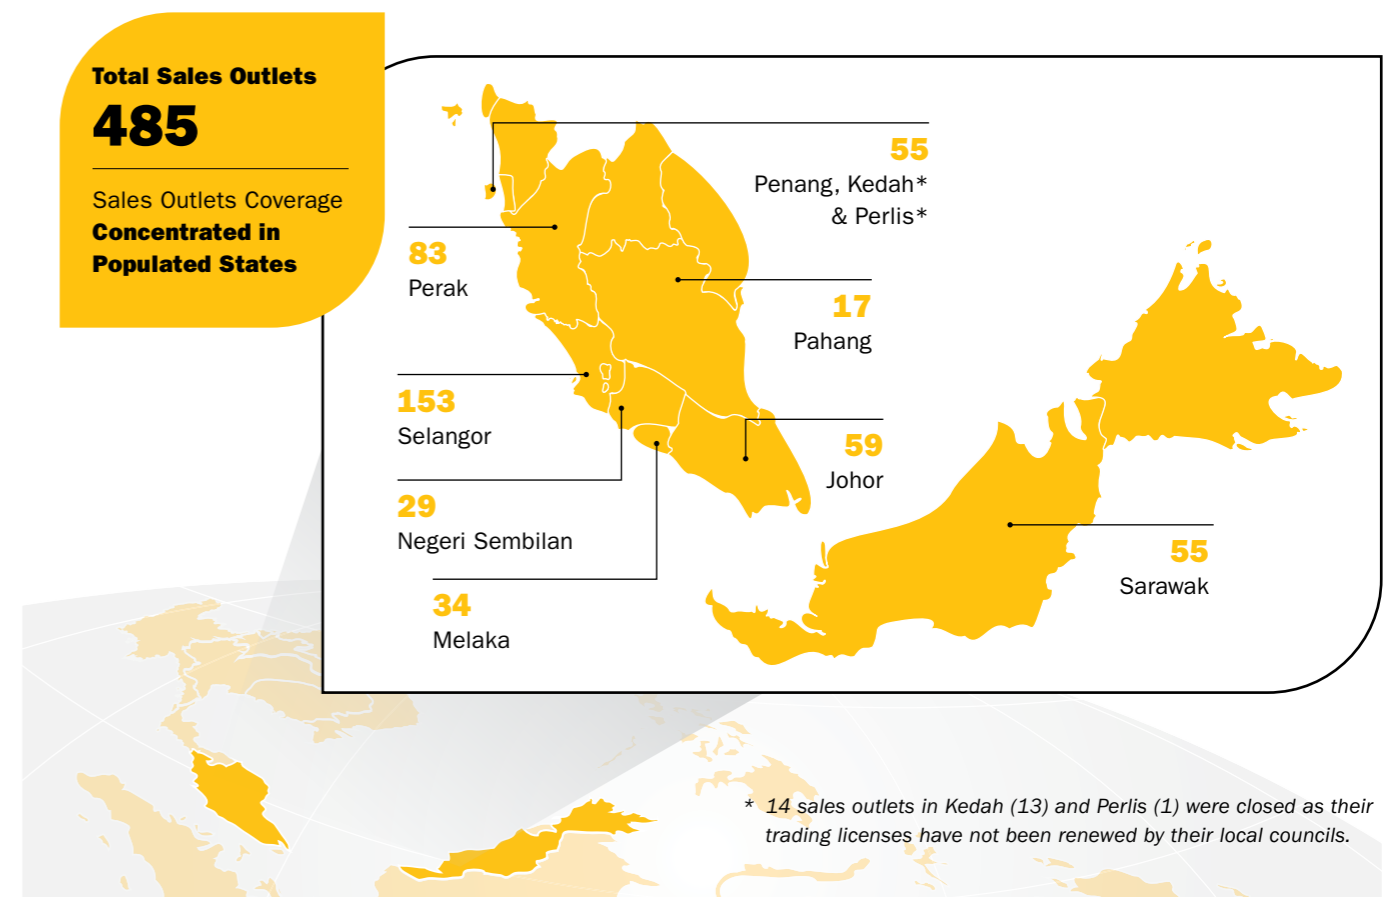 Total Sales Outlets
485
Sales Outlets Coverage
Concentrated in
Populated States
55
Penang, Kedah*
& Perlis*
83
Perak
17
Pahang
153
Selangor
59
Johor
29
Negeri Sembilan
55
Sarawak
34
Melaka
* 14 sales outlets in Kedah (13) and Perlis (1) were closed as their
trading licenses have not been renewed by their local councils.